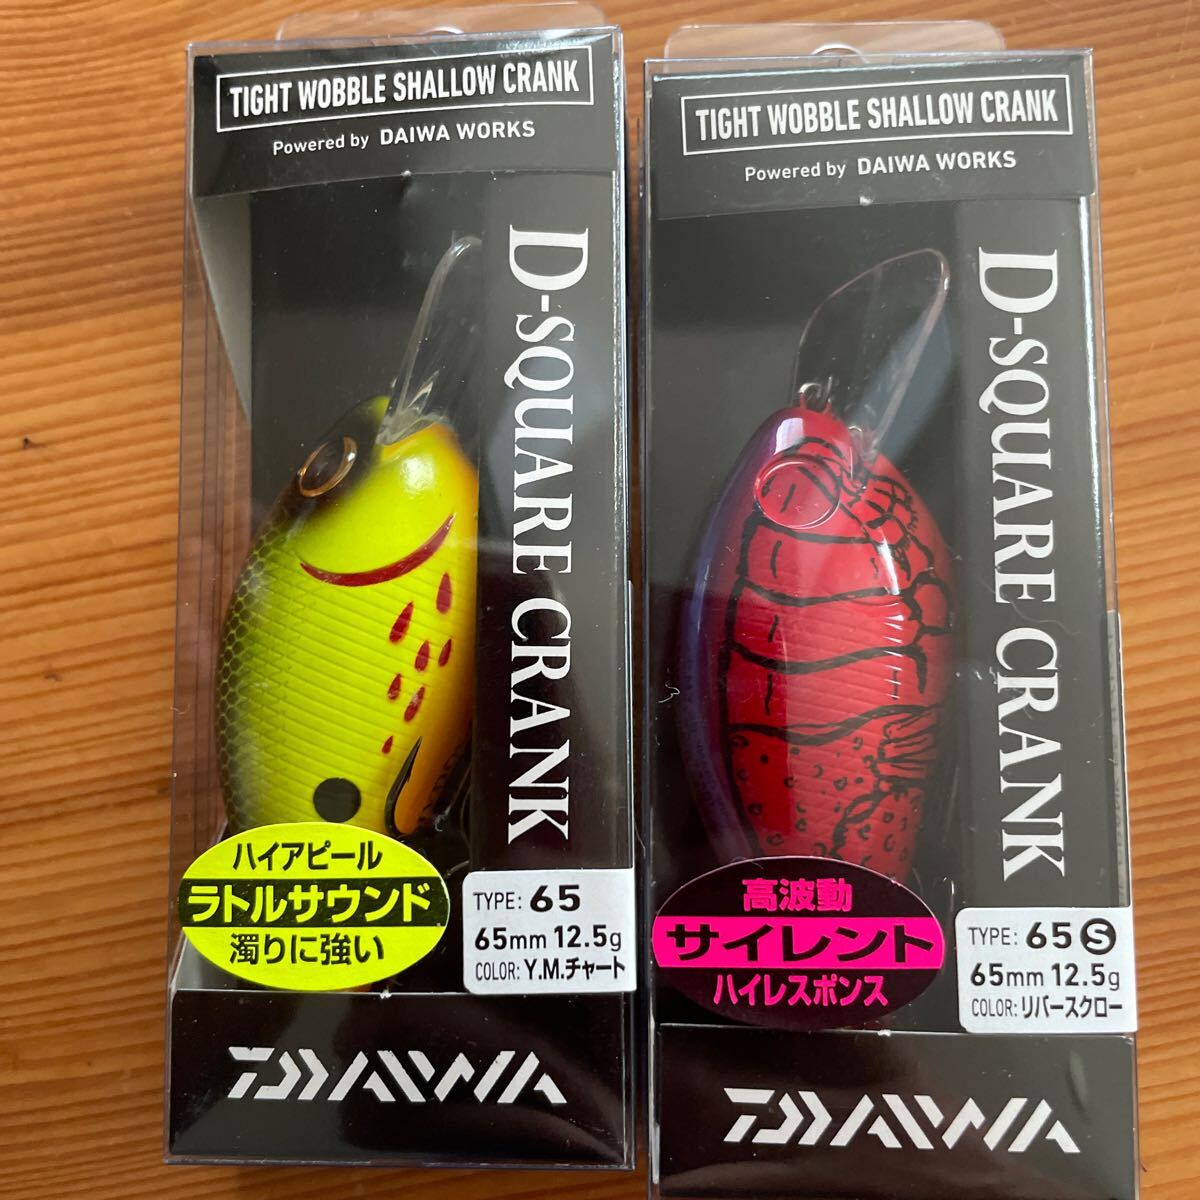 TIGHT WOBBLE SHALLOW CRANK
Powered by DAIWA WORKS
D-SQUARE CRANK
ハイアピール
ラトルサウンド
濁りに強い
TYPE: 65
65mm 12.5g
COLOR: Y.M.チャート
DAIWA
TIGHT WOBBLE SHALLOW CRANK
Powered by DAIWA WORKS
D-SQUARE CRANK
高波動
サイレント
ハイレスポンス
TYPE: 65 Ⓢ
65mm 12.5g
COLOR: リバースクロー
DAIWA